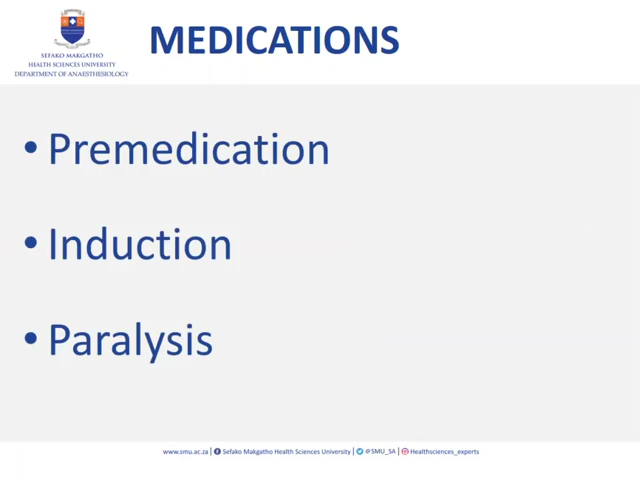 SEFAKO MAKGATHO
HEALTH SCIENCES UNIVERSITY
DEPARTMENT OF ANAESTHESIOLOGY
MEDICATIONS
• Premedication
• Induction
• Paralysis
www.smu.ac.za | Sefako Makgatho Health Sciences University | @SMU_SA | Healthsciences_experts